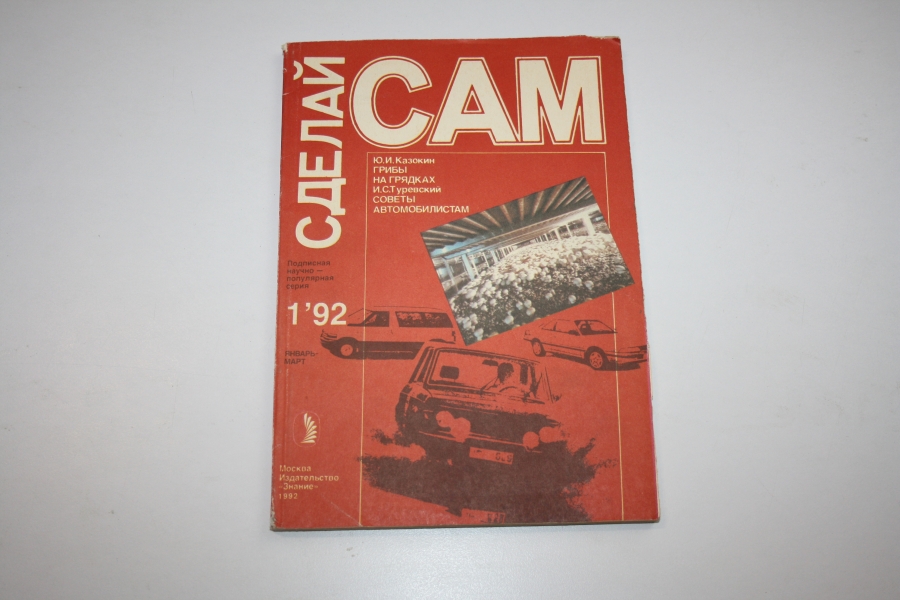 СДЕЛАЙ
САМ
Ю.И.Казокин
ГРИБЫ
НА ГРЯДКАХ
И.С.Туревский
СОВЕТЫ
АВТОМОБИЛИСТАМ
Подписная
научно –
популярная
серия
1'92
ЯНВАРЬ-
МАРТ
Москва
Издательство
«Знание»
1992